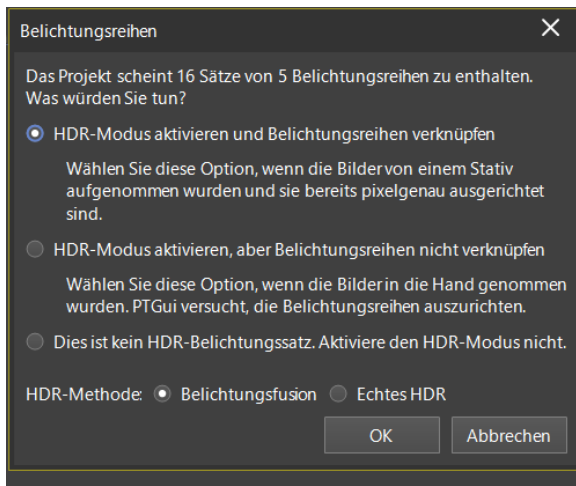 Belichtungsreihen
Das Projekt scheint 16 Sätze von 5 Belichtungsreihen zu enthalten.
Was würden Sie tun?
HDR-Modus aktivieren und Belichtungsreihen verknüpfen
Wählen Sie diese Option, wenn die Bilder von einem Stativ
aufgenommen wurden und sie bereits pixelgenau ausgerichtet
sind.
HDR-Modus aktivieren, aber Belichtungsreihen nicht verknüpfen
Wählen Sie diese Option, wenn die Bilder in die Hand genommen
wurden. PTGui versucht, die Belichtungsreihen auszurichten.
Dies ist kein HDR-Belichtungssatz. Aktiviere den HDR-Modus nicht.
HDR-Methode: Belichtungsfusion Echtes HDR
OK Abbrechen